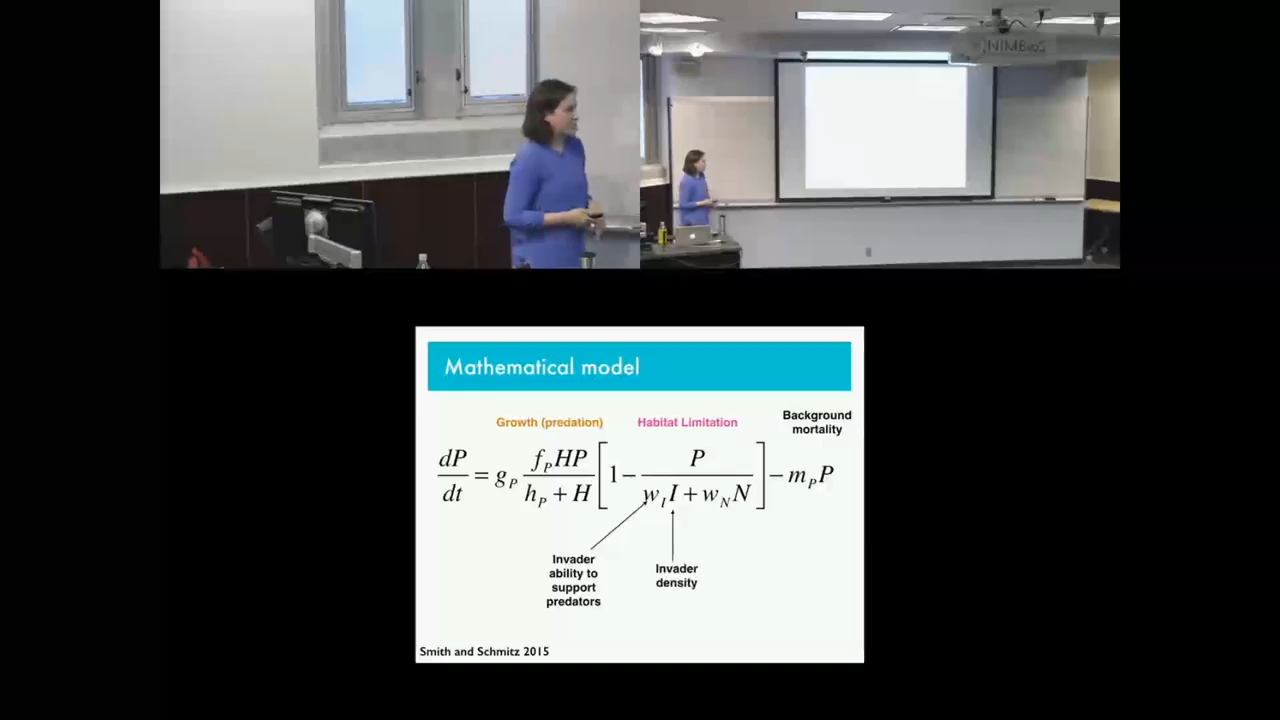 NIMBioS
Mathematical model
Growth (predation) Habitat Limitation Background mortality
dP/dt = g_P f_P HP/(h_P + H) [1 − P/(w_I I + w_N N)] − m_P P
Invader
ability to
support
predators
Invader
density
Smith and Schmitz 2015